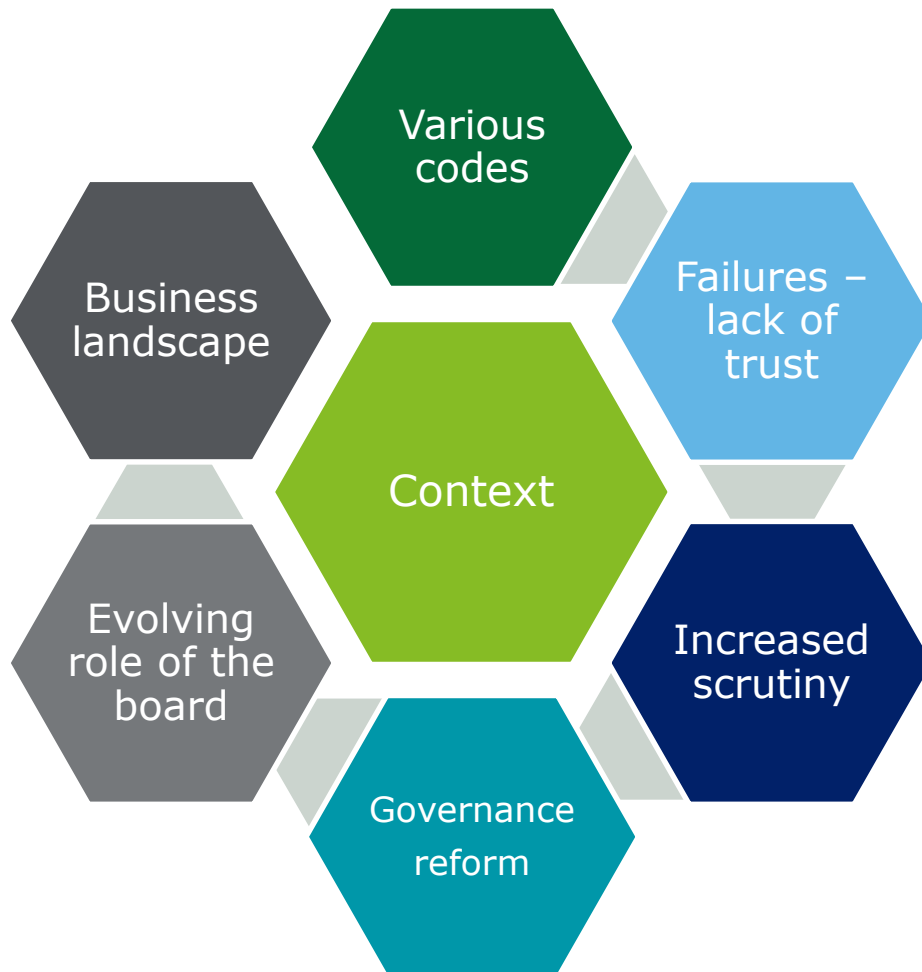 Various
codes
Failures –
lack of
trust
Business
landscape
Context
Increased
scrutiny
Evolving
role of the
board
Governance
reform